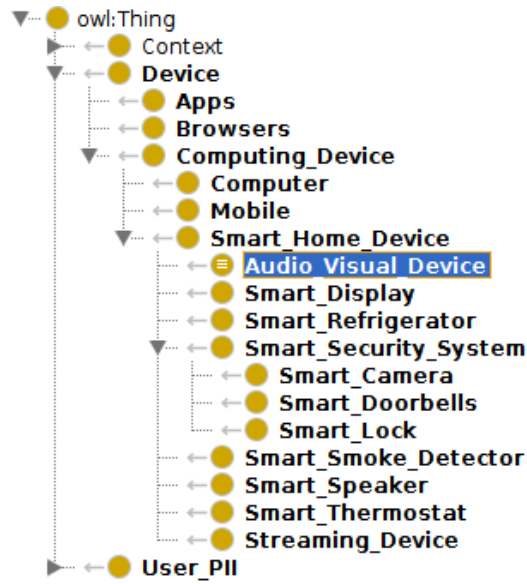 owl:Thing
Context
Device
Apps
Browsers
Computing_Device
Computer
Mobile
Smart_Home_Device
Audio_Visual_Device
Smart_Display
Smart_Refrigerator
Smart_Security_System
Smart_Camera
Smart_Doorbells
Smart_Lock
Smart_Smoke_Detector
Smart_Speaker
Smart_Thermostat
Streaming_Device
User_PII